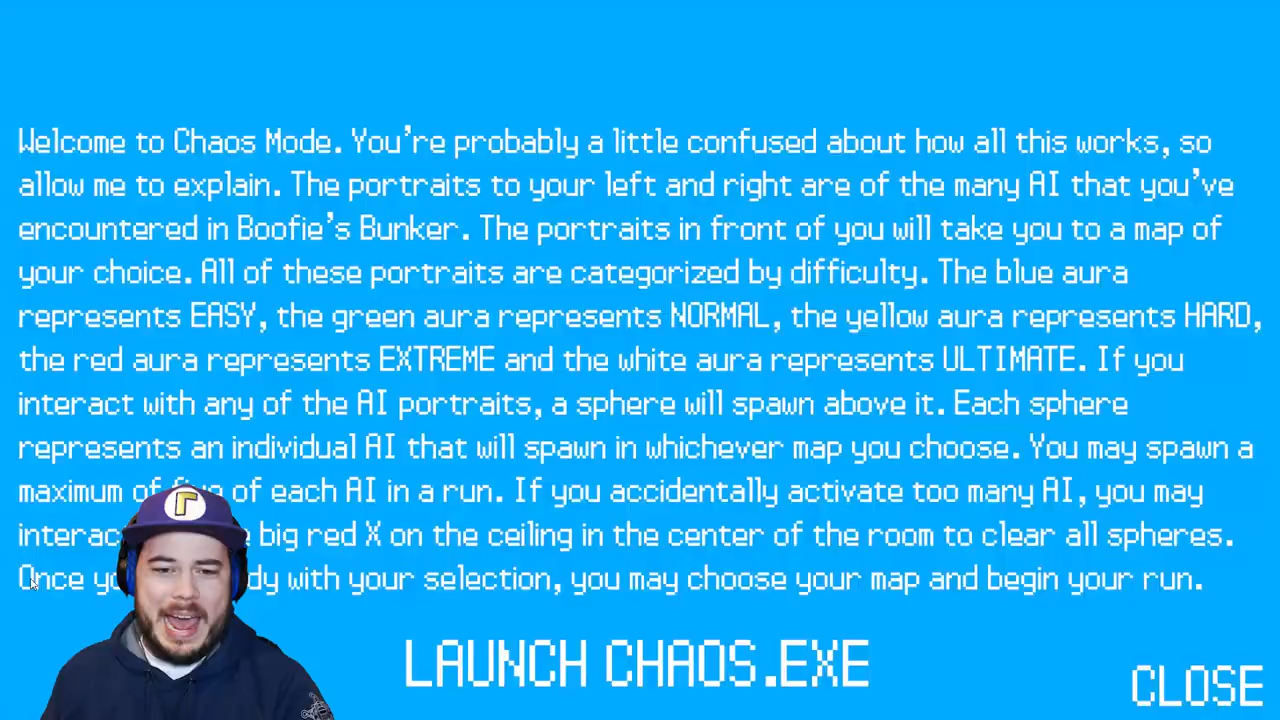 Welcome to Chaos Mode. You're probably a little confused about how all this works, so
allow me to explain. The portraits to your left and right are of the many AI that you've
encountered in Boofie's Bunker. The portraits in front of you will take you to a map of
your choice. All of these portraits are categorized by difficulty. The blue aura
represents EASY, the green aura represents NORMAL, the yellow aura represents HARD,
the red aura represents EXTREME and the white aura represents ULTIMATE. If you
interact with any of the AI portraits, a sphere will spawn above it. Each sphere
represents an individual AI that will spawn in whichever map you choose. You may spawn a
maximum of five of each AI in a run. If you accidentally activate too many AI, you may
big red X on the ceiling in the center of the room to clear all spheres.
Once with your selection, you may choose your map and begin your run.
LAUNCH CHAOS.EXE
CLOSE